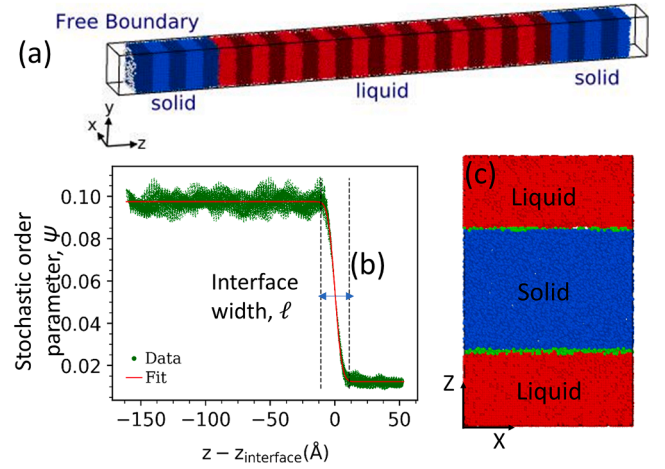 (a)
Free Boundary
solid
liquid
solid
y
x
z
Stochastic order
parameter, ψ
0.10
0.08
0.06
0.04
0.02
(b)
Interface
width, ℓ
Data
Fit
−150
−100
−50
0
50
z − z_interface(Å)
(c)
Liquid
Solid
Liquid
Z
X